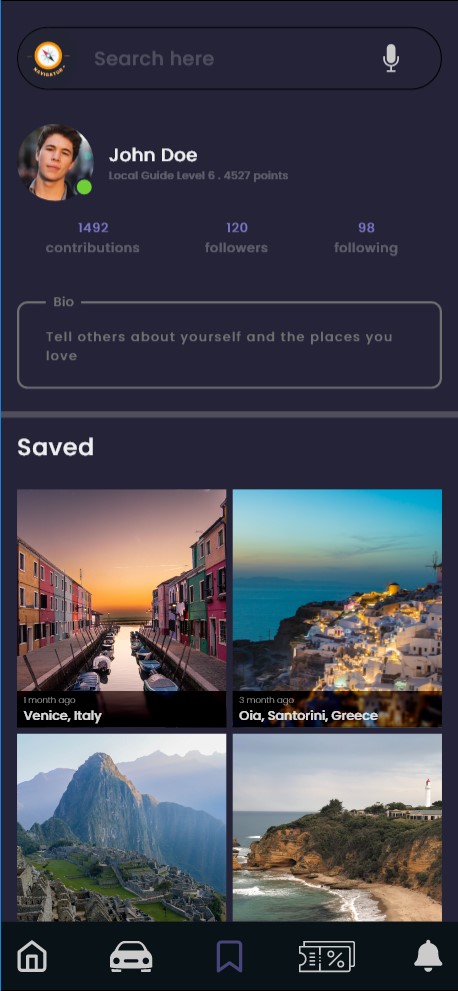 NAVIGATOR
Search here
John Doe
Local Guide Level 6 . 4527 points
1492 120 98
contributions followers following
Bio
Tell others about yourself and the places you
love
Saved
1 month ago
Venice, Italy
3 month ago
Oia, Santorini, Greece
%